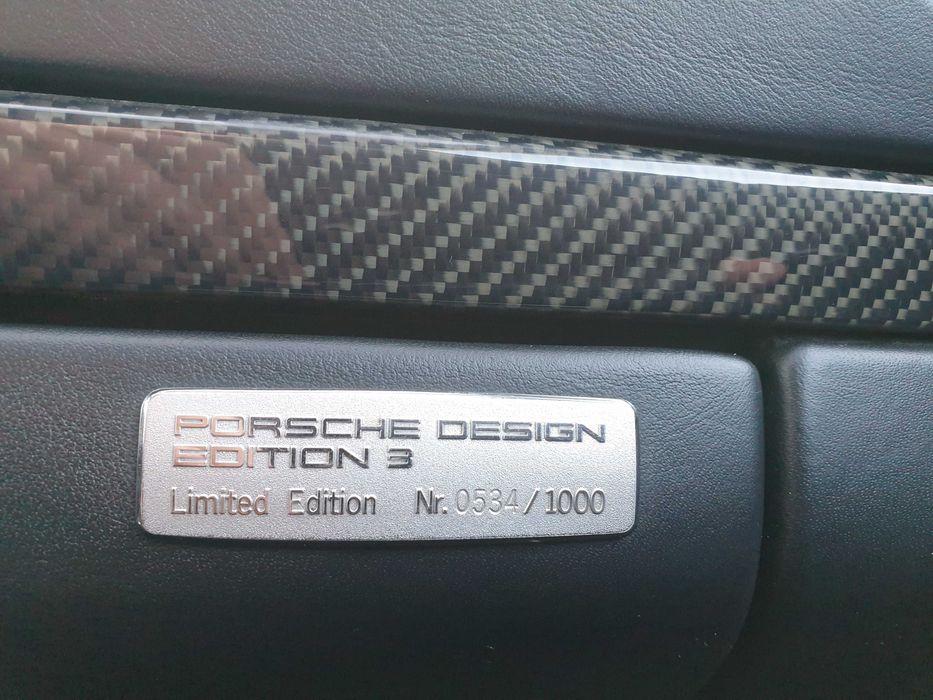 PORSCHE DESIGN
EDITION 3
Limited Edition Nr. 0534/1000